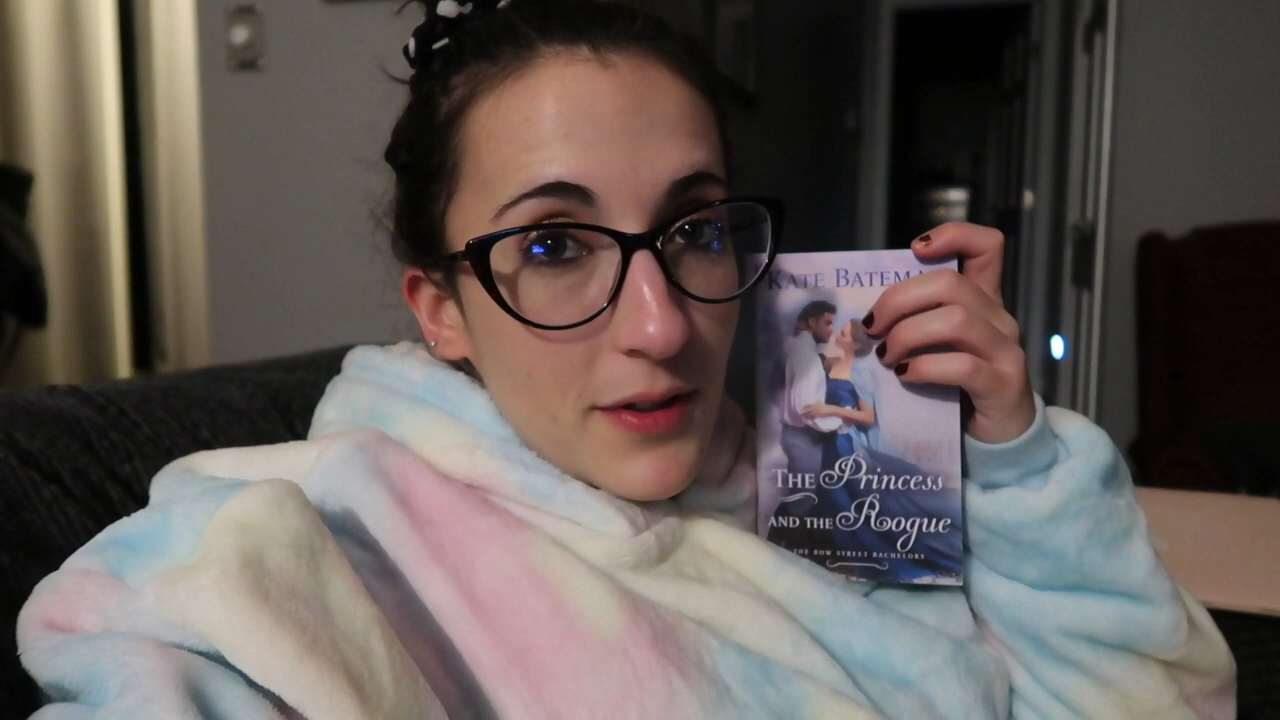 KATE BATEMA
THE Princess
AND THE Rogue
THE BOW STREET BACHELORS